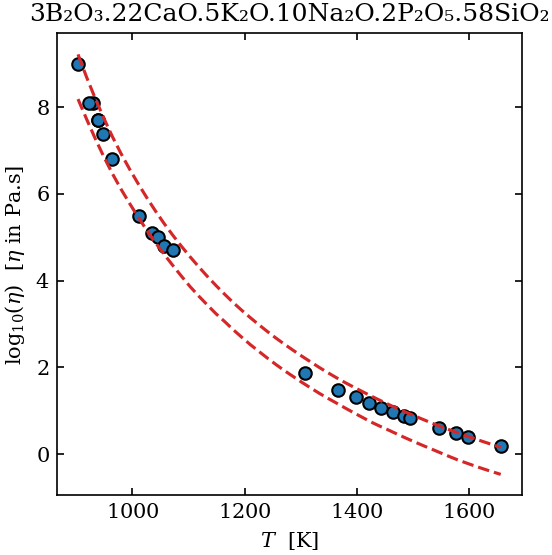 3B₂O₃.22CaO.5K₂O.10Na₂O.2P₂O₅.58SiO₂
log₁₀(η) [η in Pa.s]
8
6
4
2
0
1000 1200 1400 1600
T [K]